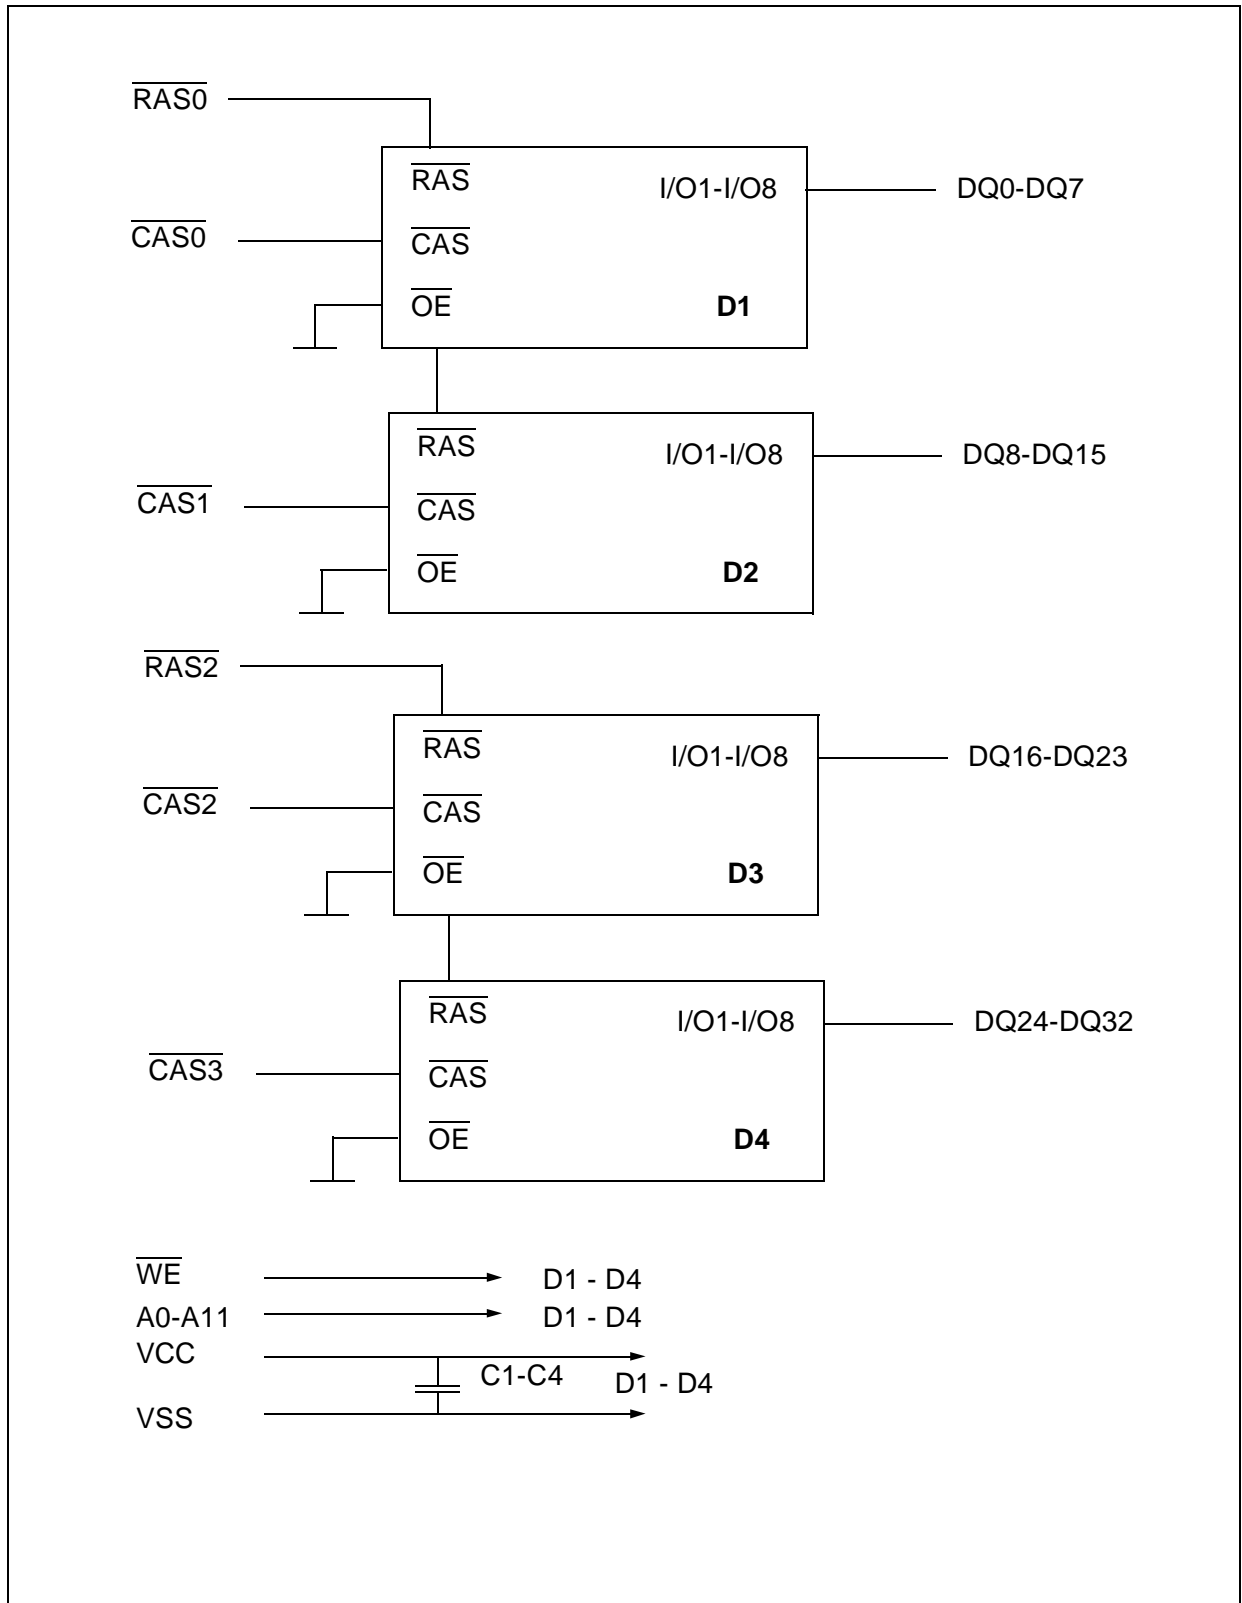 RAS0
RAS I/O1-I/O8 DQ0-DQ7
CAS0 CAS
OE D1
RAS I/O1-I/O8 DQ8-DQ15
CAS1 CAS
OE D2
RAS2
RAS I/O1-I/O8 DQ16-DQ23
CAS2 CAS
OE D3
RAS I/O1-I/O8 DQ24-DQ32
CAS3 CAS
OE D4
WE D1 - D4
A0-A11 D1 - D4
VCC
C1-C4 D1 - D4
VSS